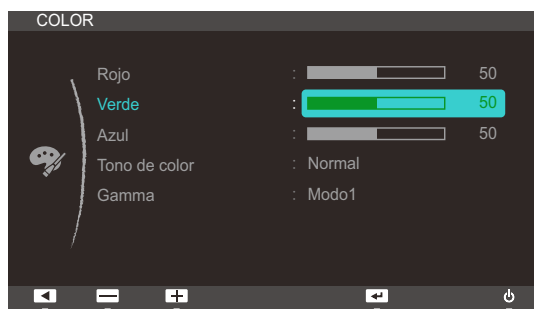 COLOR
Rojo : 50
Verde : 50
Azul : 50
Tono de color : Normal
Gamma : Modo1